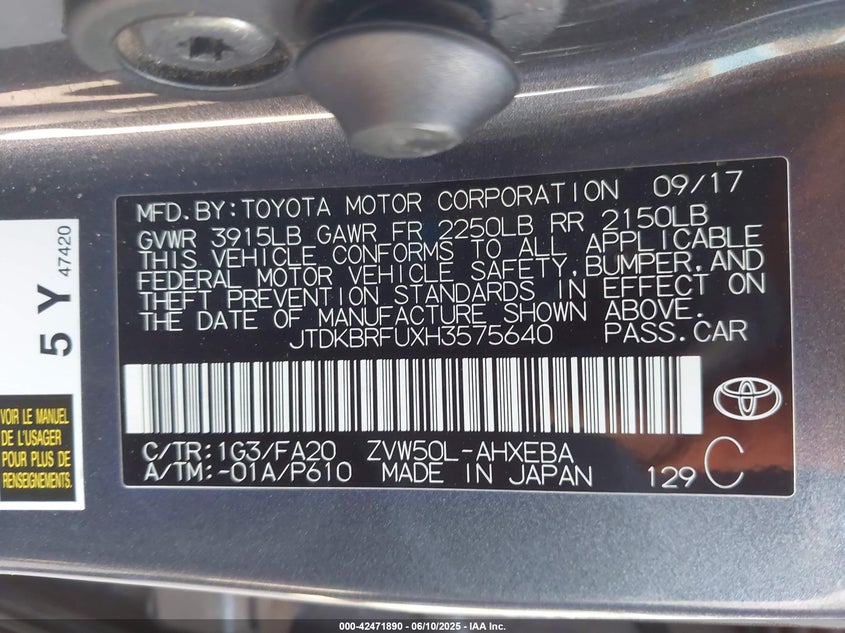 MFD. BY: TOYOTA MOTOR CORPORATION 09/17
GVWR 3915LB GAWR FR 2250LB RR 2150LB
THIS VEHICLE CONFORMS TO ALL APPLICABLE
FEDERAL MOTOR VEHICLE SAFETY, BUMPER, AND
THEFT PREVENTION STANDARDS IN EFFECT ON
THE DATE OF MANUFACTURE SHOWN ABOVE.
JTDKBRFUXH3575640 PASS.CAR
C/TR: 1G3/FA20 ZVW50L-AHXEBA
A/TM: -01A/P610 MADE IN JAPAN 129 C
5 Y
47420
VOIR LE MANUEL
DE L'USAGER
POUR PLUS DE
RENSEIGNEMENTS.
000-42471890 - 06/10/2025 - IAA Inc.